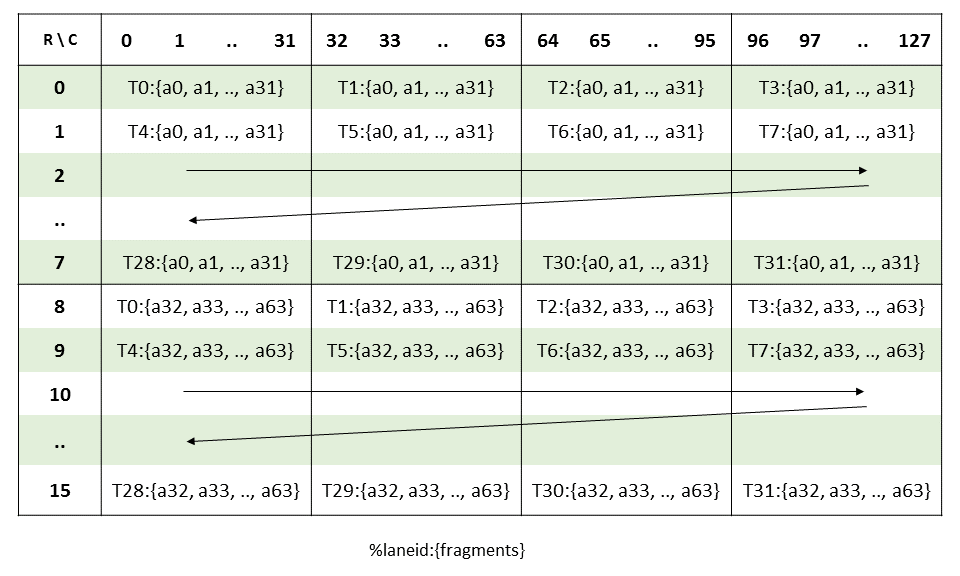 R \ C 0 1 .. 31 32 33 .. 63 64 65 .. 95 96 97 .. 127
0 T0:{a0, a1, .., a31} T1:{a0, a1, .., a31} T2:{a0, a1, .., a31} T3:{a0, a1, .., a31}
1 T4:{a0, a1, .., a31} T5:{a0, a1, .., a31} T6:{a0, a1, .., a31} T7:{a0, a1, .., a31}
2
..
7 T28:{a0, a1, .., a31} T29:{a0, a1, .., a31} T30:{a0, a1, .., a31} T31:{a0, a1, .., a31}
8 T0:{a32, a33, .., a63} T1:{a32, a33, .., a63} T2:{a32, a33, .., a63} T3:{a32, a33, .., a63}
9 T4:{a32, a33, .., a63} T5:{a32, a33, .., a63} T6:{a32, a33, .., a63} T7:{a32, a33, .., a63}
10
..
15 T28:{a32, a33, .., a63} T29:{a32, a33, .., a63} T30:{a32, a33, .., a63} T31:{a32, a33, .., a63}
%laneid:{fragments}